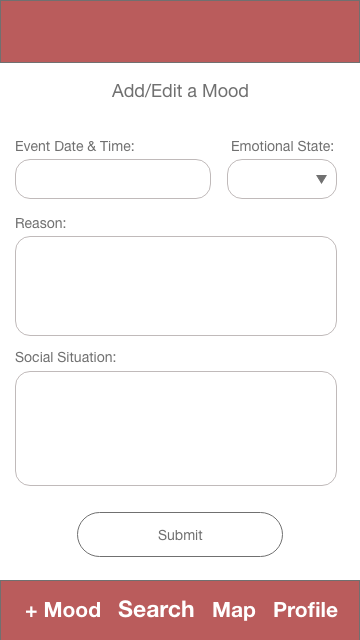 Add/Edit a Mood
Event Date & Time: Emotional State:
Reason:
Social Situation:
Submit
+ Mood Search Map Profile